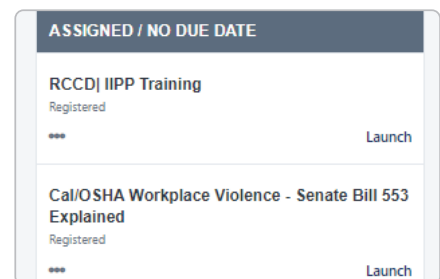 ASSIGNED / NO DUE DATE
RCCD| IIPP Training
Registered
Launch
Cal/OSHA Workplace Violence - Senate Bill 553
Explained
Registered
Launch